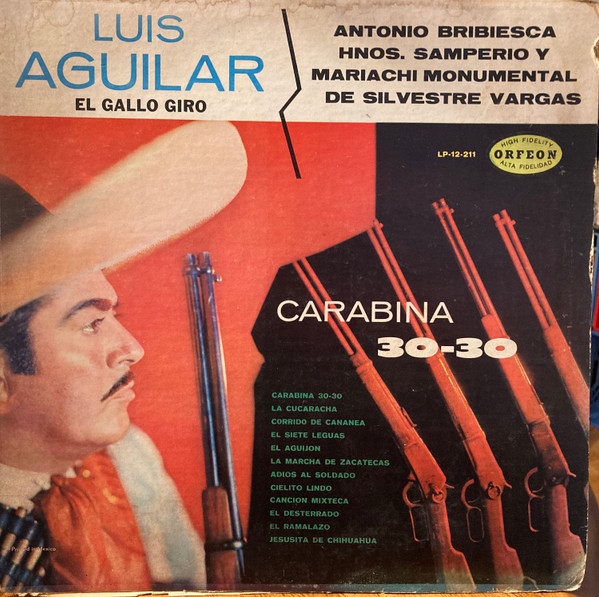 LUIS
AGUILAR
EL GALLO GIRO
ANTONIO BRIBIESCA
HNOS. SAMPERIO Y
MARIACHI MONUMENTAL
DE SILVESTRE VARGAS
LP-12-211
HIGH FIDELITY
ORFEON
ALTA FIDELIDAD
CARABINA
30-30
CARABINA 30-30
LA CUCARACHA
CORRIDO DE CANANEA
EL SIETE LEGUAS
EL AGUIJON
LA MARCHA DE ZACATECAS
ADIOS AL SOLDADO
CIELITO LINDO
CANCION MIXTECA
EL DESTERRADO
EL RAMALAZO
JESUSITA DE CHIHUAHUA